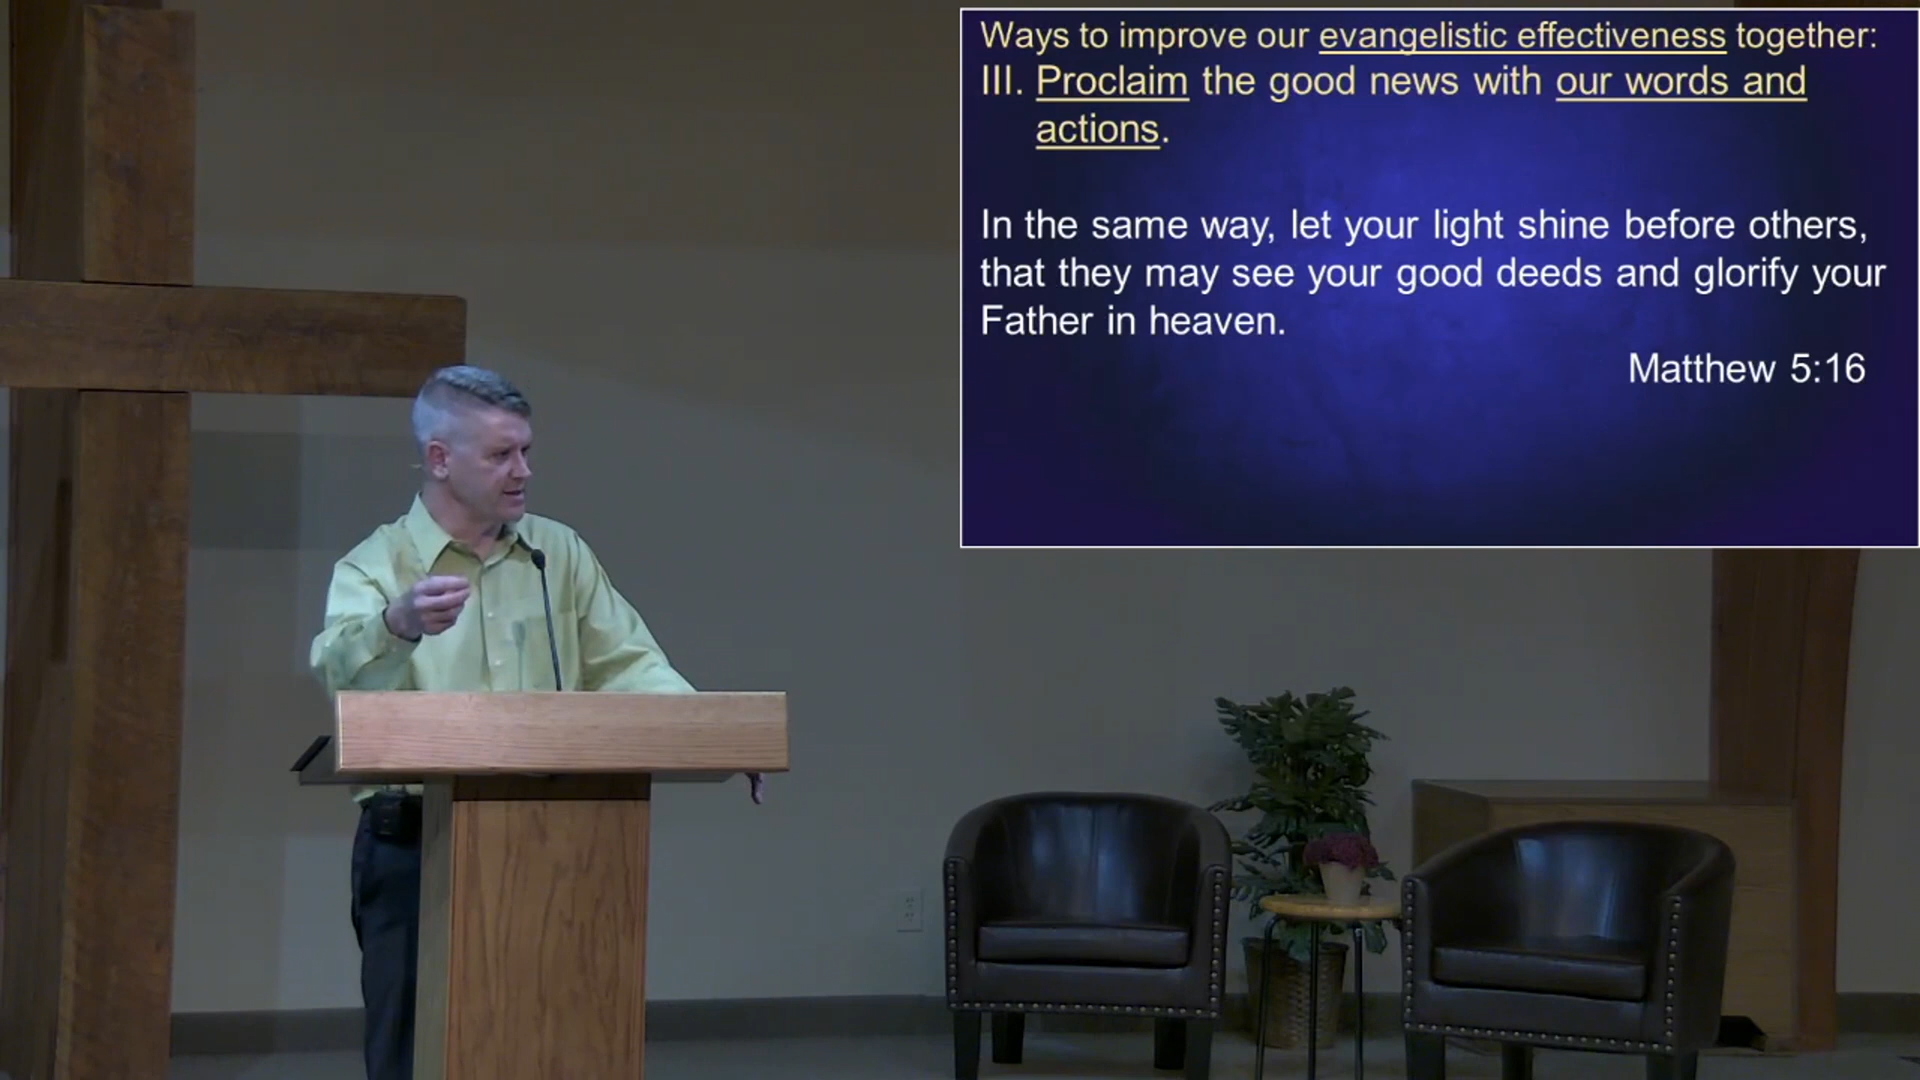 Ways to improve our evangelistic effectiveness together:
III. Proclaim the good news with our words and
actions.
In the same way, let your light shine before others,
that they may see your good deeds and glorify your
Father in heaven.
Matthew 5:16